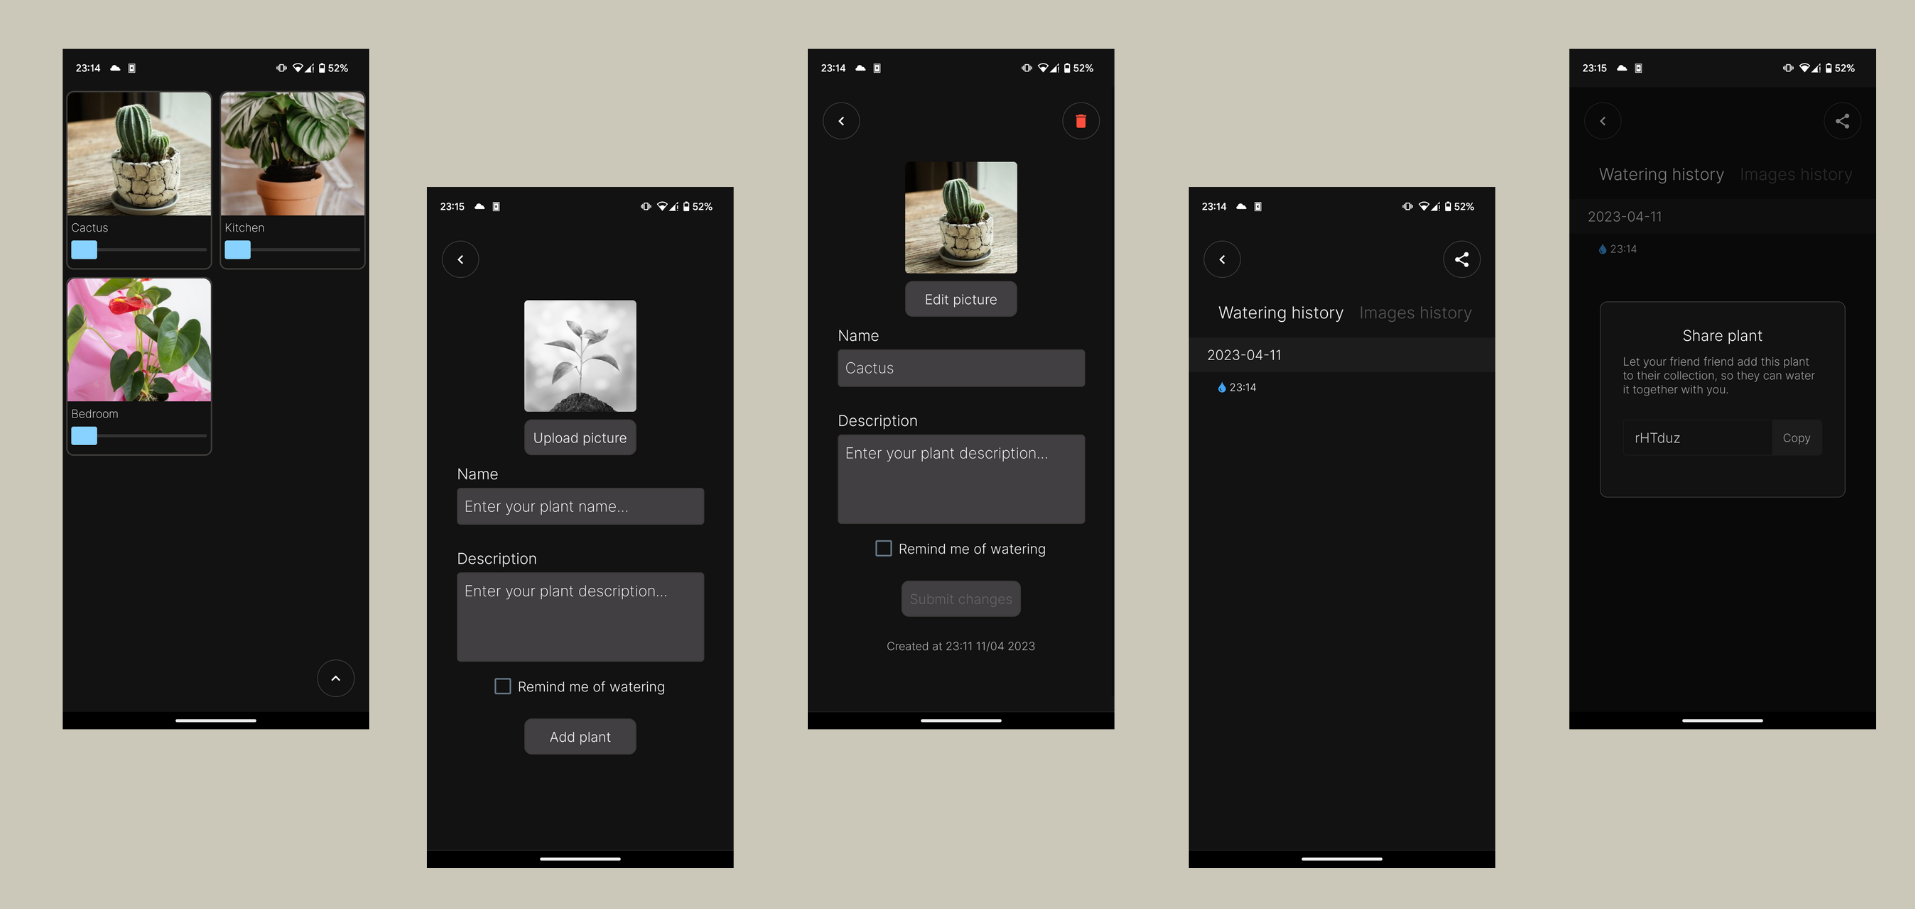 23:14
52%
Cactus
Kitchen
Bedroom
23:15
52%
Upload picture
Name
Enter your plant name...
Description
Enter your plant description...
Remind me of watering
Add plant
23:14
52%
Edit picture
Name
Cactus
Description
Enter your plant description...
Remind me of watering
Submit changes
Created at 23:11 11/04 2023
23:14
52%
Watering history
Images history
2023-04-11
23:14
23:15
52%
Watering history
Images history
2023-04-11
23:14
Share plant
Let your friend friend add this plant
to their collection, so they can water
it together with you.
rHTduz
Copy